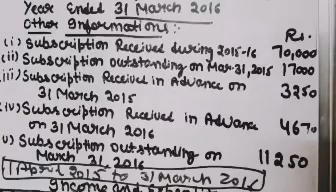 Year Ended 31 March 2016
Other Informations:-
Rs.
(i) Subscription Received during 2015-16 70,000
(ii) Subscription outstanding on Mar.31,2015 17000
(iii) Subscription Received in Advance on
31 March 2015 3250
(iv) Subscription Received in Advance
on 31 March 2016 4670
v) Subscription outstanding on
March 31, 2016 11250
1 April 2015 to 31 March 2016
Income and